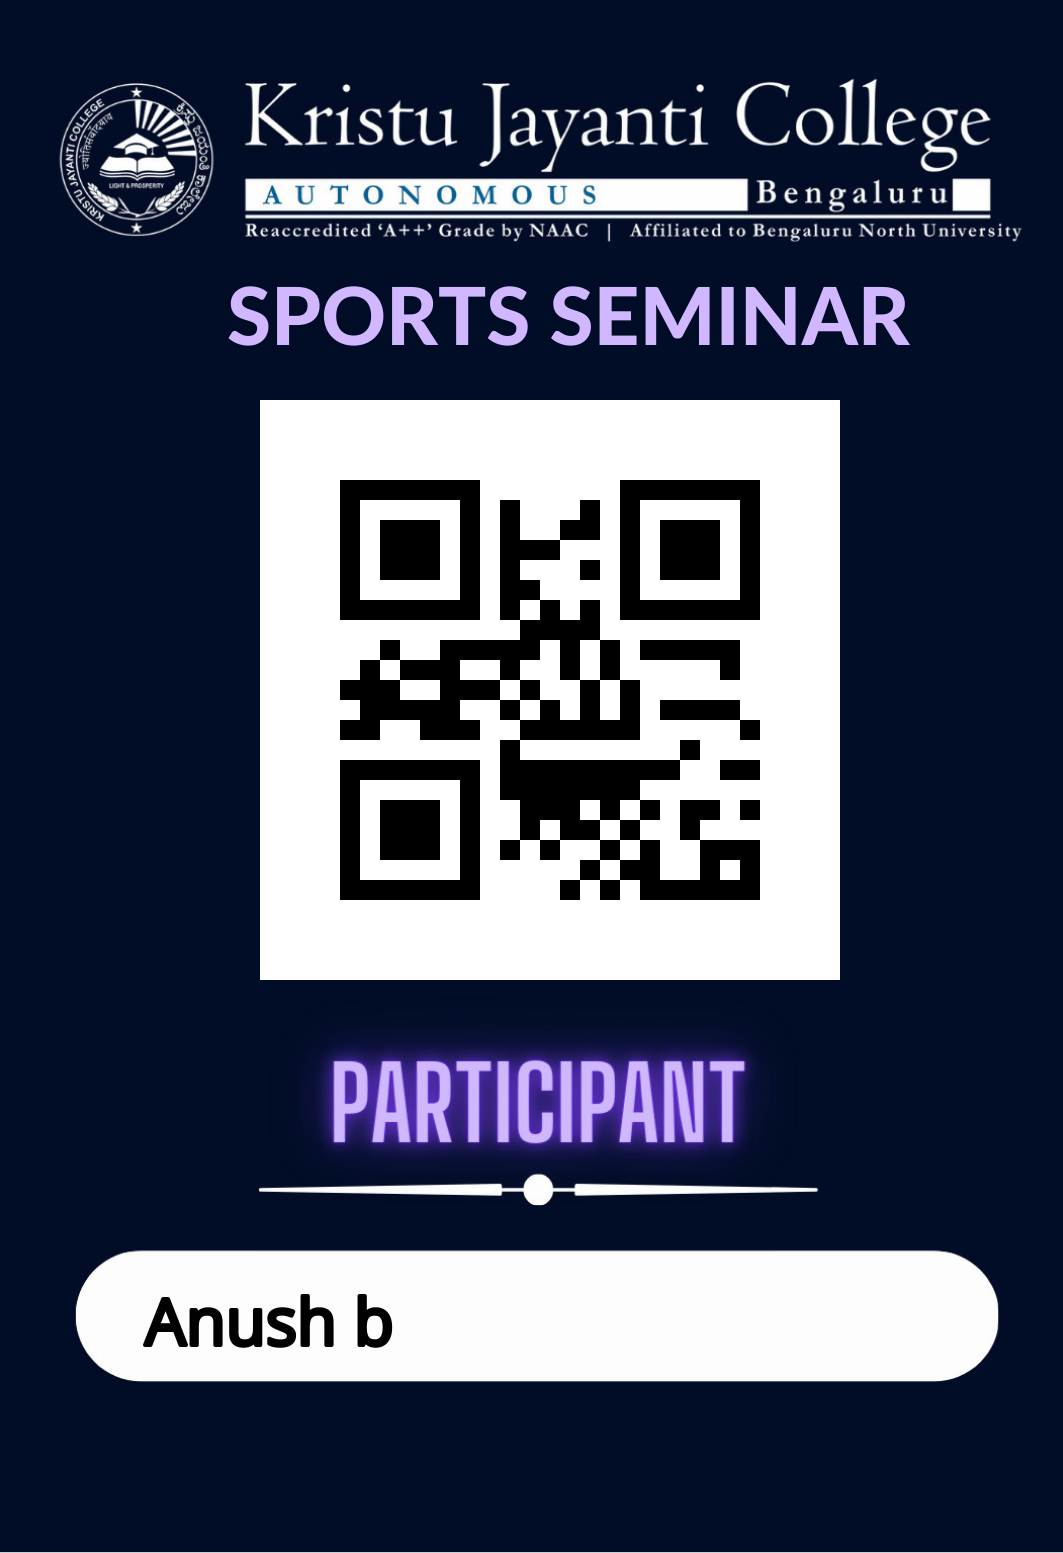 KRISTU JAYANTI COLLEGE
LIGHT & PROSPERITY
Kristu Jayanti College
AUTONOMOUS Bengaluru
Reaccredited ‘A++’ Grade by NAAC | Affiliated to Bengaluru North University
SPORTS SEMINAR
PARTICIPANT
Anush b